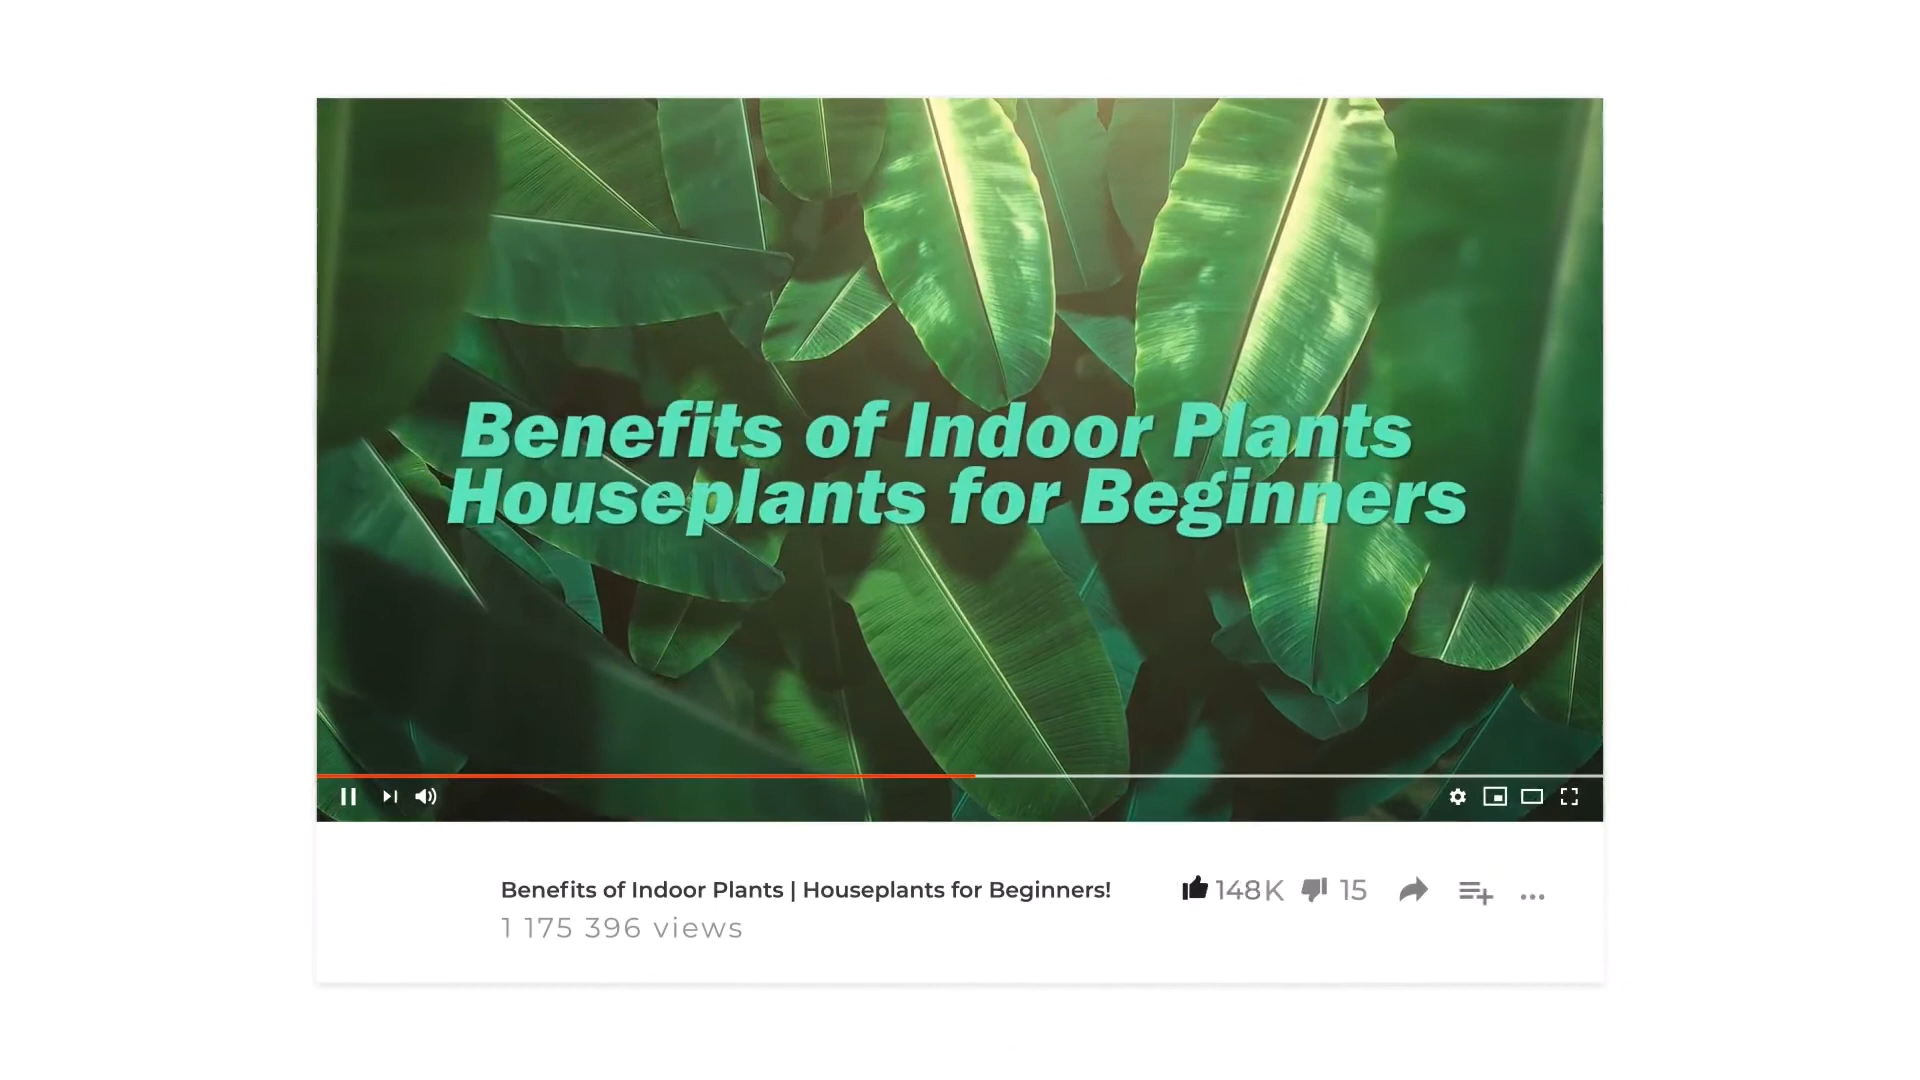 Benefits of Indoor Plants
Houseplants for Beginners
Benefits of Indoor Plants | Houseplants for Beginners!
148K 15
1 175 396 views